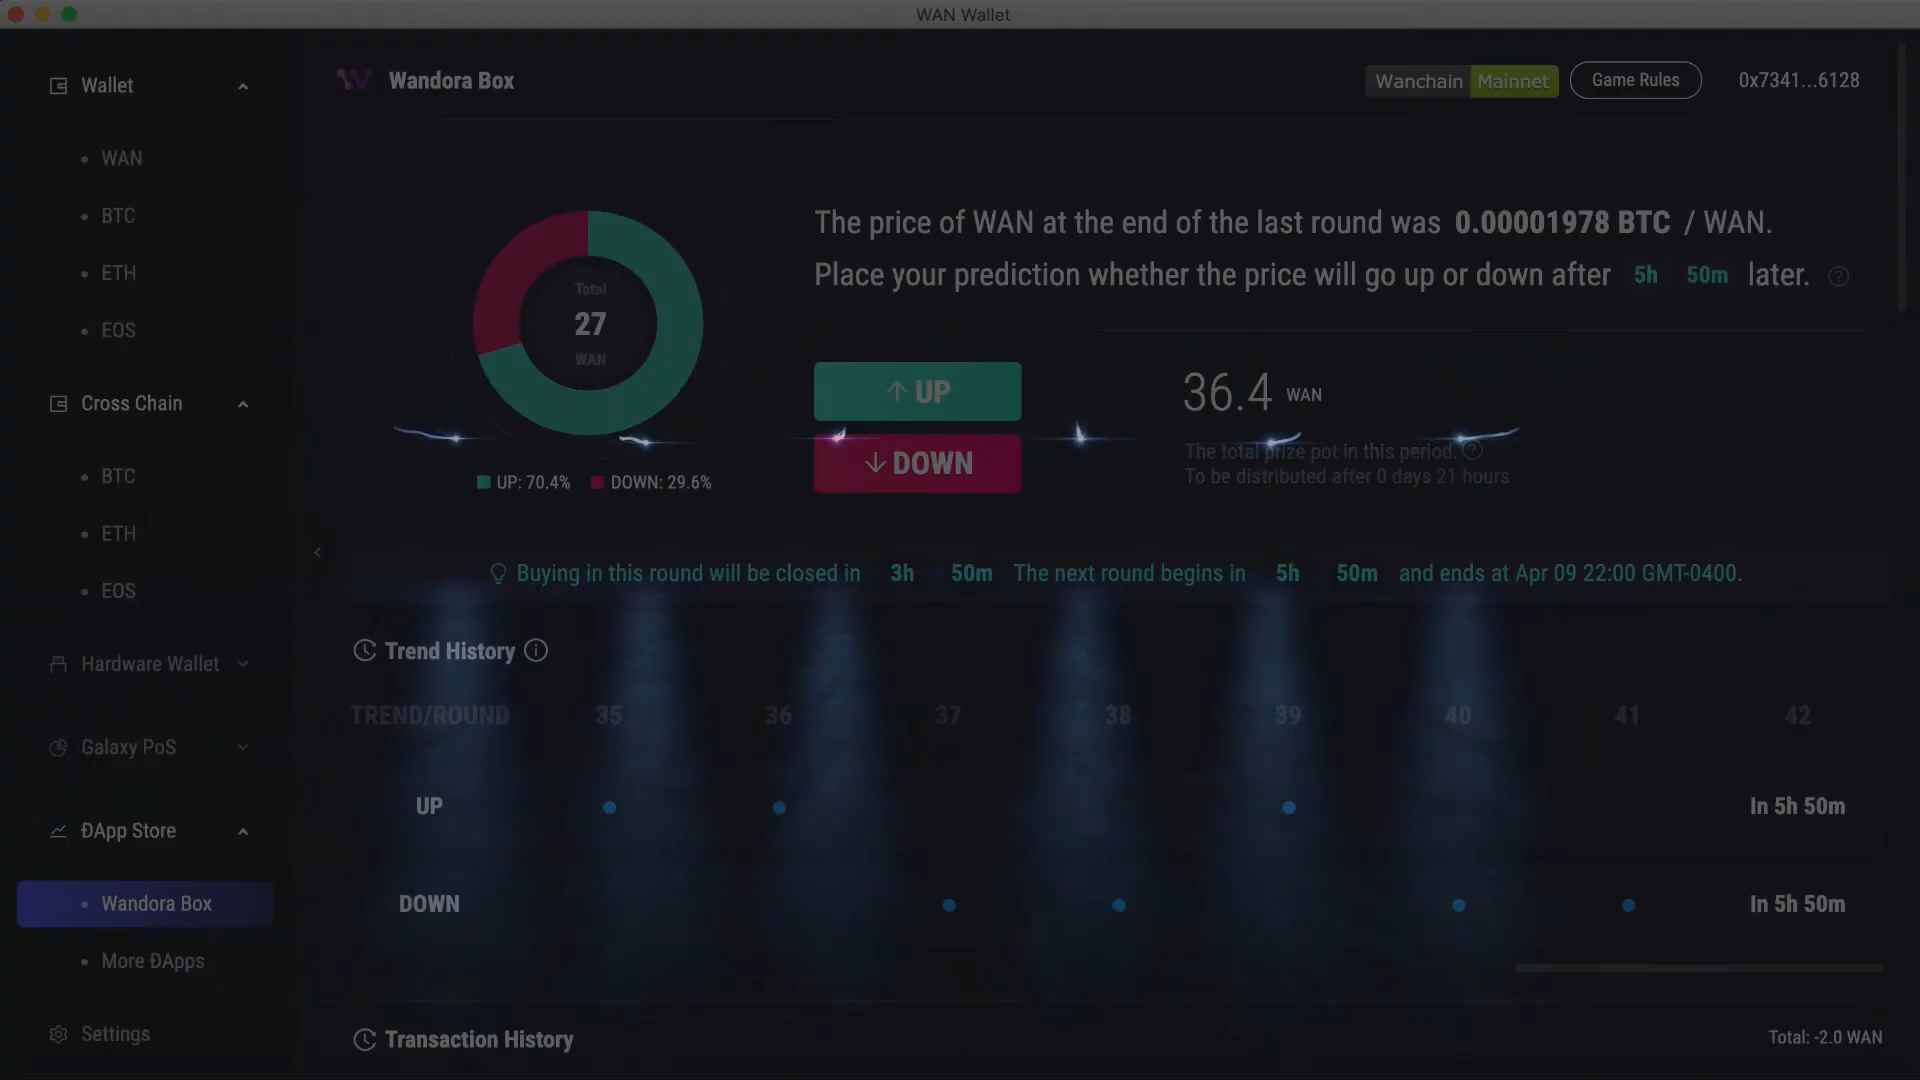 WAN Wallet
Wallet
WAN
BTC
ETH
EOS
Cross Chain
BTC
ETH
EOS
Hardware Wallet
Galaxy PoS
ÐApp Store
Wandora Box
More ÐApps
Settings
Wandora Box
Wanchain Mainnet
Game Rules
0x7341...6128
Total
27
WAN
UP: 70.4% DOWN: 29.6%
The price of WAN at the end of the last round was 0.00001978 BTC / WAN.
Place your prediction whether the price will go up or down after 5h 50m later.
UP
DOWN
36.4 WAN
The total prize pot in this period.
To be distributed after 0 days 21 hours
Buying in this round will be closed in 3h 50m The next round begins in 5h 50m and ends at Apr 09 22:00 GMT-0400.
Trend History
TREND/ROUND 35 36 37 38 39 40 41 42
UP In 5h 50m
DOWN In 5h 50m
Transaction History
Total: -2.0 WAN